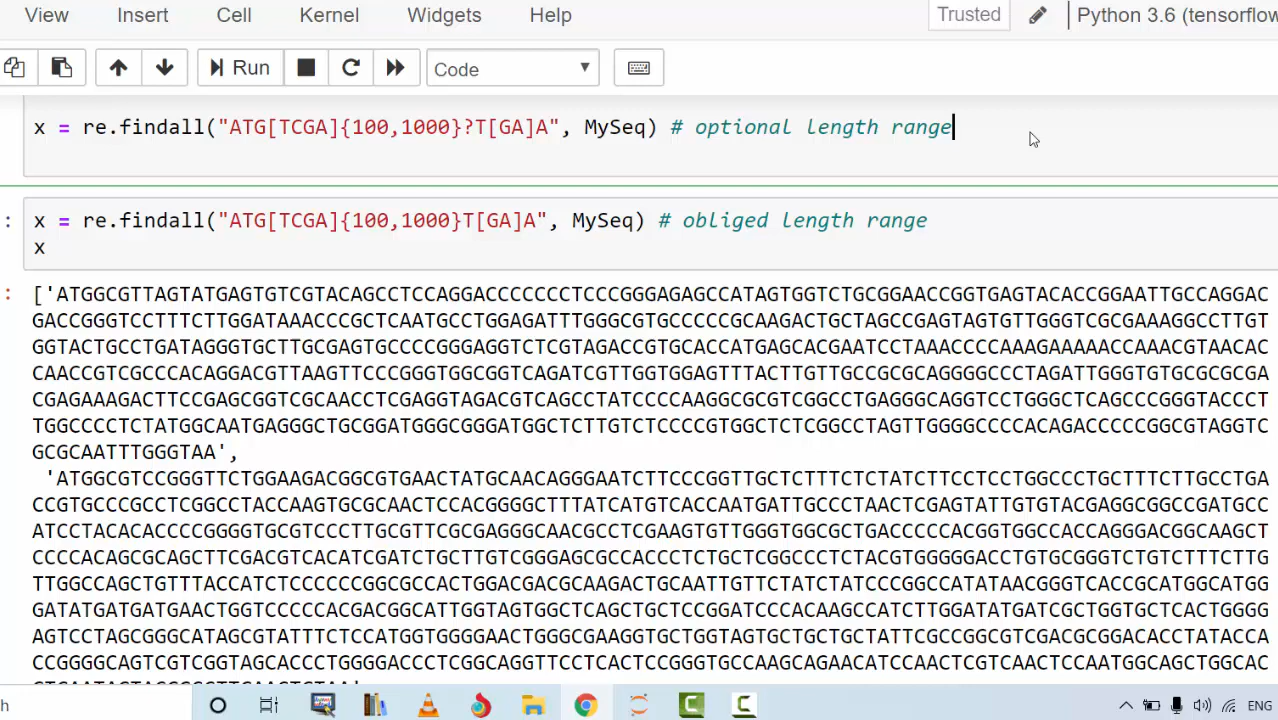 View Insert Cell Kernel Widgets Help Trusted Python 3.6 (tensorflow
Run Code
x = re.findall("ATG[TCGA]{100,1000}?T[GA]A", MySeq) # optional length range
: x = re.findall("ATG[TCGA]{100,1000}T[GA]A", MySeq) # obliged length range
x
: ['ATGGCGTTAGTATGAGTGTCGTACAGCCTCCAGGACCCCCCCTCCCGGGAGAGCCATAGTGGTCTGCGGAACCGGTGAGTACACCGGAATTGCCAGGAC
GACCGGGTCCTTTCTTGGATAAACCCGCTCAATGCCTGGAGATTTGGGCGTGCCCCCGCAAGACTGCTAGCCGAGTAGTGTTGGGTCGCGAAAGGCCTTGT
GGTACTGCCTGATAGGGTGCTTGCGAGTGCCCCGGGAGGTCTCGTAGACCGTGCACCATGAGCACGAATCCTAAACCCCAAAGAAAAACCAAACGTAACAC
CAACCGTCGCCCACAGGACGTTAAGTTCCCGGGTGGCGGTCAGATCGTTGGTGGAGTTTACTTGTTGCCGCGCAGGGGCCCTAGATTGGGTGTGCGCGCGA
CGAGAAAGACTTCCGAGCGGTCGCAACCTCGAGGTAGACGTCAGCCTATCCCCAAGGCGCGTCGGCCTGAGGGCAGGTCCTGGGCTCAGCCCGGGTACCCT
TGGCCCCTCTATGGCAATGAGGGCTGCGGATGGGCGGGATGGCTCTTGTCTCCCCGTGGCTCTCGGCCTAGTTGGGGCCCCACAGACCCCCGGCGTAGGTC
GCGCAATTTGGGTAA',
'ATGGCGTCCGGGTTCTGGAAGACGGCGTGAACTATGCAACAGGGAATCTTCCCGGTTGCTCTTTCTCTATCTTCCTCCTGGCCCTGCTTTCTTGCCTGA
CCGTGCCCGCCTCGGCCTACCAAGTGCGCAACTCCACGGGGCTTTATCATGTCACCAATGATTGCCCTAACTCGAGTATTGTGTACGAGGCGGCCGATGCC
ATCCTACACACCCCGGGGTGCGTCCCTTGCGTTCGCGAGGGCAACGCCTCGAAGTGTTGGGTGGCGCTGACCCCCACGGTGGCCACCAGGGACGGCAAGCT
CCCCACAGCGCAGCTTCGACGTCACATCGATCTGCTTGTCGGGAGCGCCACCCTCTGCTCGGCCCTCTACGTGGGGGACCTGTGCGGGTCTGTCTTTCTTG
TTGGCCAGCTGTTTACCATCTCCCCCCGGCGCCACTGGACGACGCAAGACTGCAATTGTTCTATCTATCCCGGCCATATAACGGGTCACCGCATGGCATGG
GATATGATGATGAACTGGTCCCCCACGACGGCATTGGTAGTGGCTCAGCTGCTCCGGATCCCACAAGCCATCTTGGATATGATCGCTGGTGCTCACTGGGG
AGTCCTAGCGGGCATAGCGTATTTCTCCATGGTGGGGAACTGGGCGAAGGTGCTGGTAGTGCTGCTGCTATTCGCCGGCGTCGACGCGGACACCTATACCA
CCGGGGCAGTCGTCGGTAGCACCCTGGGGACCCTCGGCAGGTTCCTCACTCCGGGTGCCAAGCAGAACATCCAACTCGTCAACTCCAATGGCAGCTGGCAC
h ENG